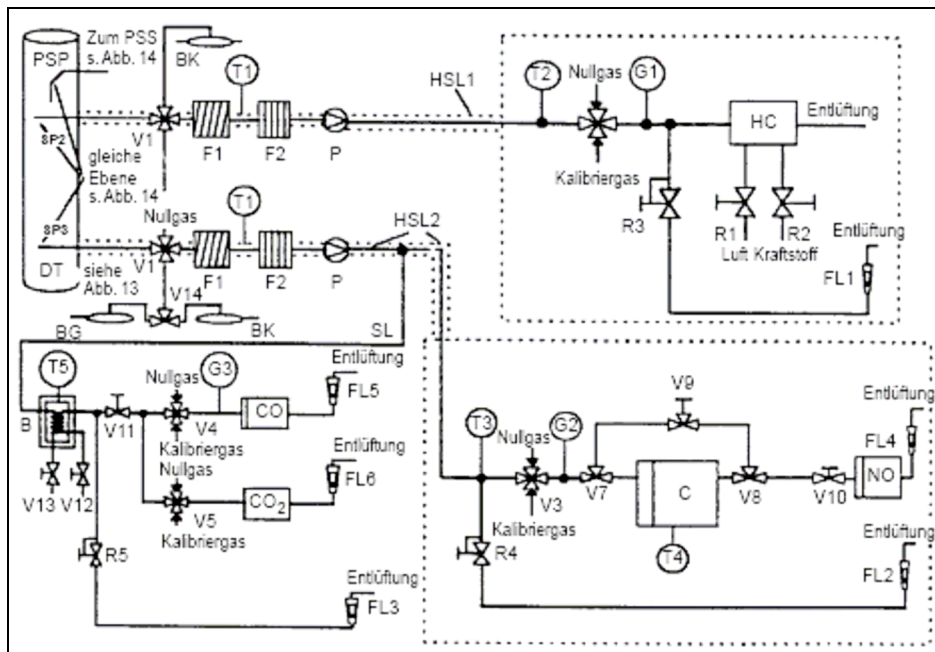 PSP
Zum PSS
s. Abb. 14
BK
T1
HSL1
T2
Nullgas
G1
HC
Entlüftung
V1
F1
F2
P
Kalibriergas
SP2
gleiche
Ebene
s. Abb. 14
R3
R1
R2
Luft Kraftstoff
Entlüftung
FL1
SP3
Nullgas
T1
HSL2
DT
siehe
Abb. 13
V1
F1
F2
P
V14
BG
BK
SL
T5
B
V11
V13
V12
Nullgas
G3
CO
Entlüftung
FL5
V4
Kalibriergas
Nullgas
CO2
Entlüftung
FL6
V5
Kalibriergas
R5
Entlüftung
FL3
V9
T3
Nullgas
G2
V7
C
V8
V10
NO
Entlüftung
FL4
V3
Kalibriergas
R4
T4
Entlüftung
FL2